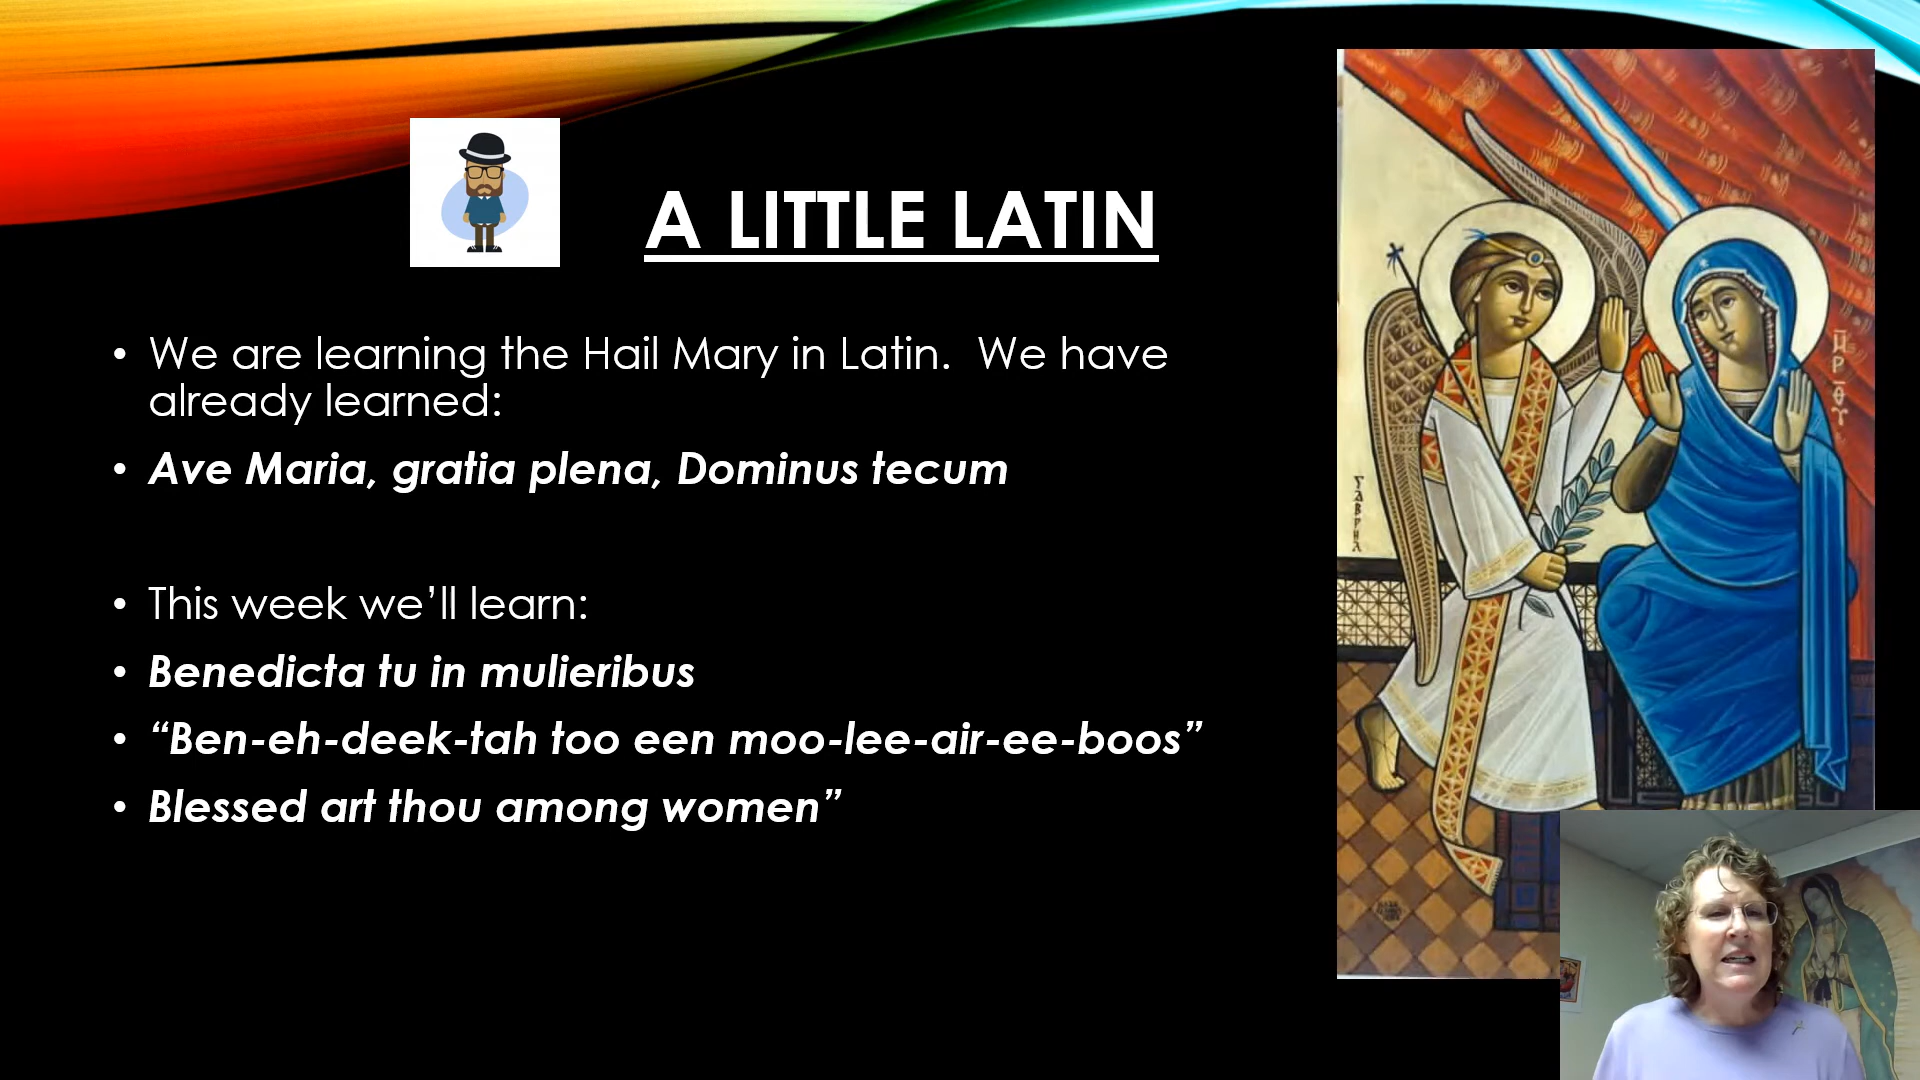 A LITTLE LATIN
• We are learning the Hail Mary in Latin.  We have
already learned:
• Ave Maria, gratia plena, Dominus tecum
• This week we’ll learn:
• Benedicta tu in mulieribus
• “Ben-eh-deek-tah too een moo-lee-air-ee-boos”
• Blessed art thou among women”